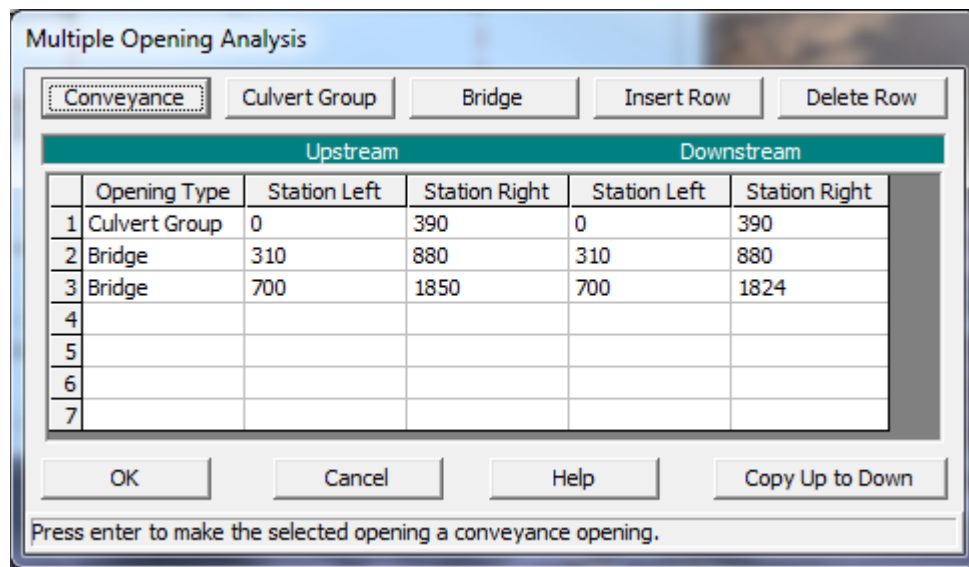 Multiple Opening Analysis
Conveyance Culvert Group Bridge Insert Row Delete Row
Upstream Downstream
Opening Type Station Left Station Right Station Left Station Right
1 Culvert Group 0 390 0 390
2 Bridge 310 880 310 880
3 Bridge 700 1850 700 1824
4
5
6
7
OK Cancel Help Copy Up to Down
Press enter to make the selected opening a conveyance opening.